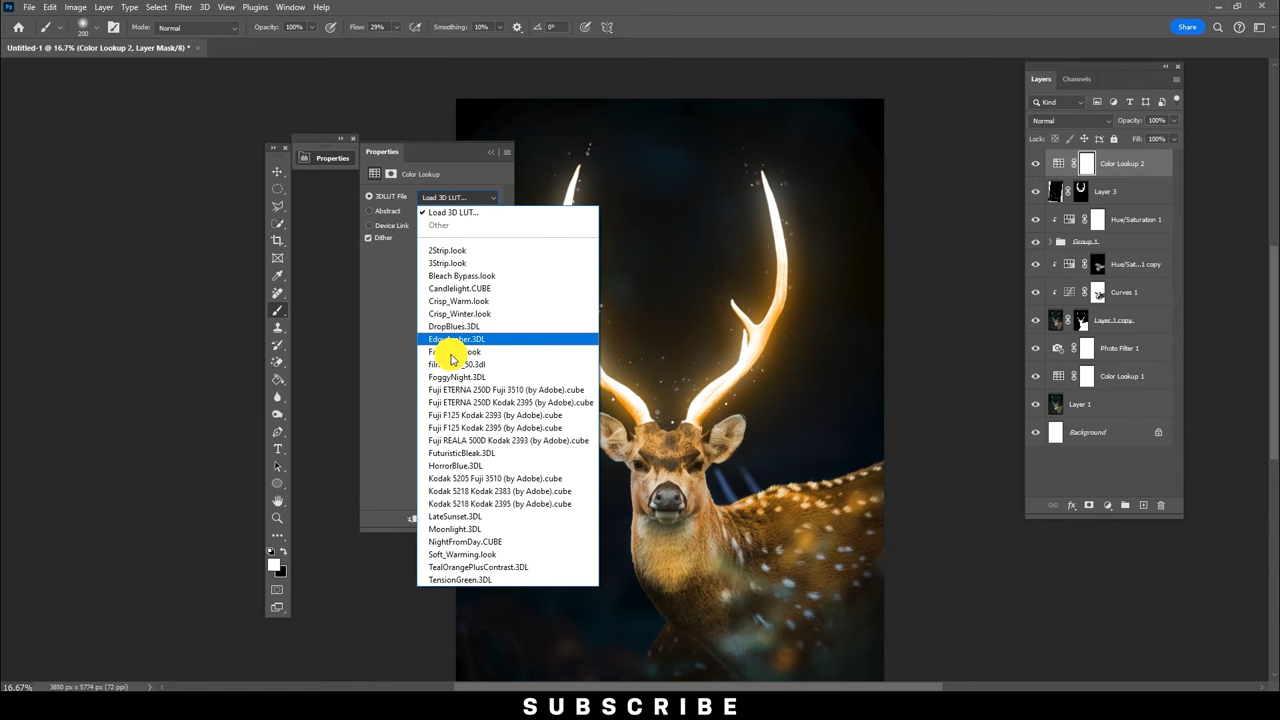 Ps File Edit Image Layer Type Select Filter 3D View Plugins Window Help
200 Mode: Normal Opacity: 100% Flow: 29% Smoothing: 10% 0° Share
Untitled-1 @ 16.7% (Color Lookup 2, Layer Mask/8) * ×
Properties
Properties
Color Lookup
3DLUT File Load 3D LUT...
Abstract
Device Link
Dither
Load 3D LUT...
Other
2Strip.look
3Strip.look
Bleach Bypass.look
Candlelight.CUBE
Crisp_Warm.look
Crisp_Winter.look
DropBlues.3DL
FoggyNight.3DL
Fuji ETERNA 250D Fuji 3510 (by Adobe).cube
Fuji ETERNA 250D Kodak 2395 (by Adobe).cube
Fuji F125 Kodak 2393 (by Adobe).cube
Fuji F125 Kodak 2395 (by Adobe).cube
Fuji REALA 500D Kodak 2393 (by Adobe).cube
FuturisticBleak.3DL
HorrorBlue.3DL
Kodak 5205 Fuji 3510 (by Adobe).cube
Kodak 5218 Kodak 2383 (by Adobe).cube
Kodak 5218 Kodak 2395 (by Adobe).cube
LateSunset.3DL
Moonlight.3DL
NightFromDay.CUBE
Soft_Warming.look
TealOrangePlusContrast.3DL
TensionGreen.3DL
Layers Channels
Kind
Normal Opacity: 100%
Lock: Fill: 100%
Color Lookup 2
Layer 3
Hue/Saturation 1
Group 1
Hue/Sat...1 copy
Curves 1
Layer 1 copy
Photo Filter 1
Color Lookup 1
Layer 1
Background
16.67% 3850 px x 5774 px (72 ppi)
SUBSCRIBE